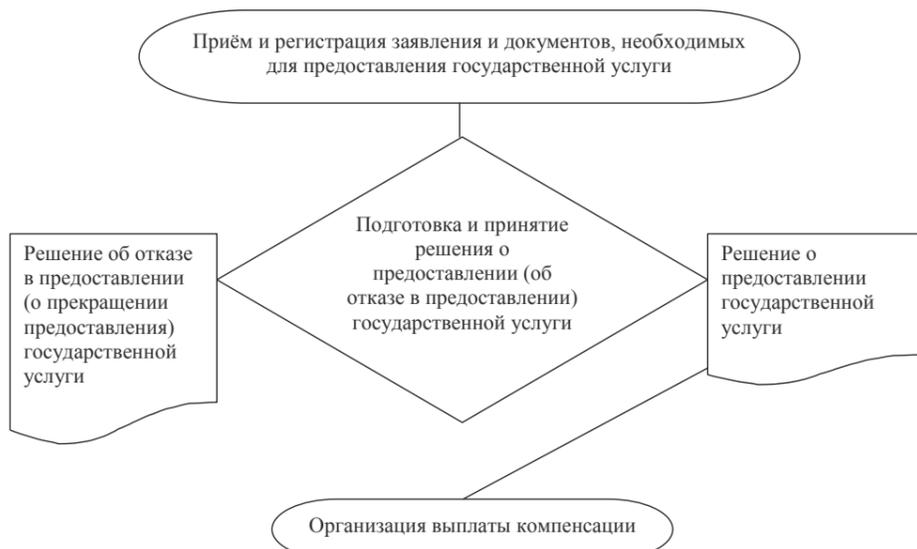 Приём и регистрация заявления и документов, необходимых
для предоставления государственной услуги
Подготовка и принятие
решения о
предоставлении (об
отказе в предоставлении)
государственной услуги
Решение об отказе
в предоставлении
(о прекращении
предоставления)
государственной
услуги
Решение о
предоставлении
государственной
услуги
Организация выплаты компенсации